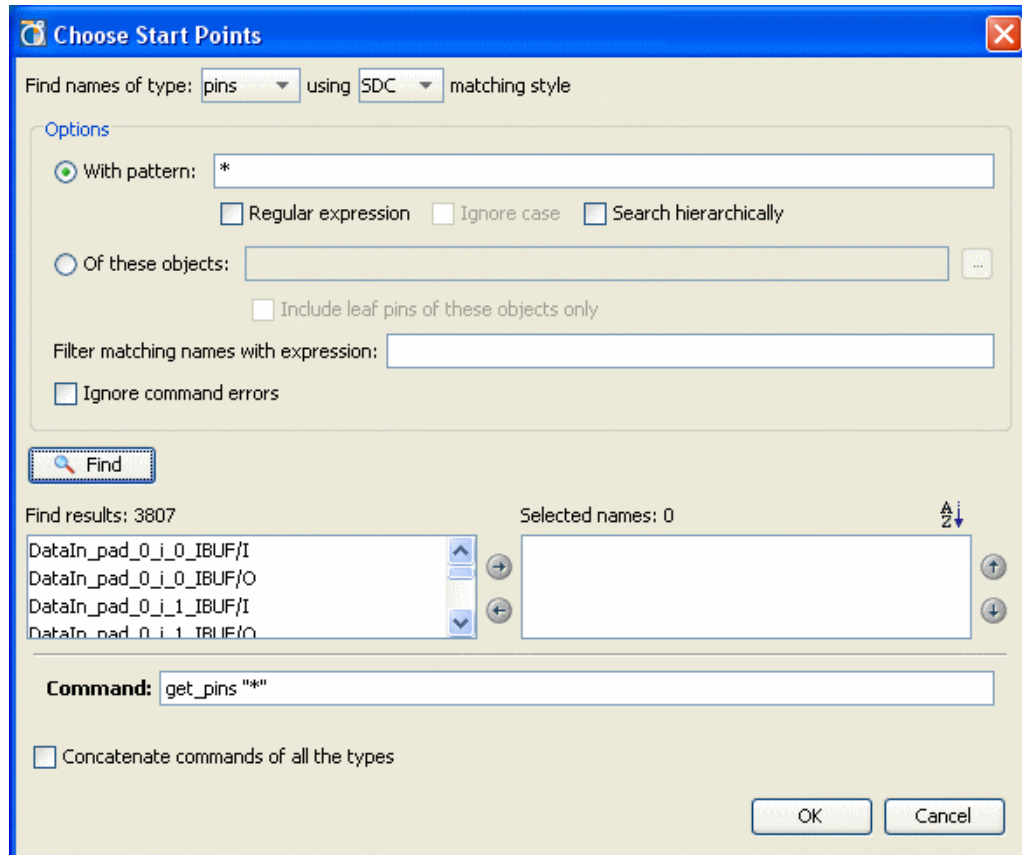 Choose Start Points
Find names of type: pins using SDC matching style
Options
With pattern: *
Regular expression Ignore case Search hierarchically
Of these objects: ...
Include leaf pins of these objects only
Filter matching names with expression:
Ignore command errors
Find
Find results: 3807 Selected names: 0 AZ
DataIn_pad_0_i_0_IBUF/I
DataIn_pad_0_i_0_IBUF/O
DataIn_pad_0_i_1_IBUF/I
DataIn_pad_0_i_1_IBUF/O
Command: get_pins "*"
Concatenate commands of all the types
OK Cancel